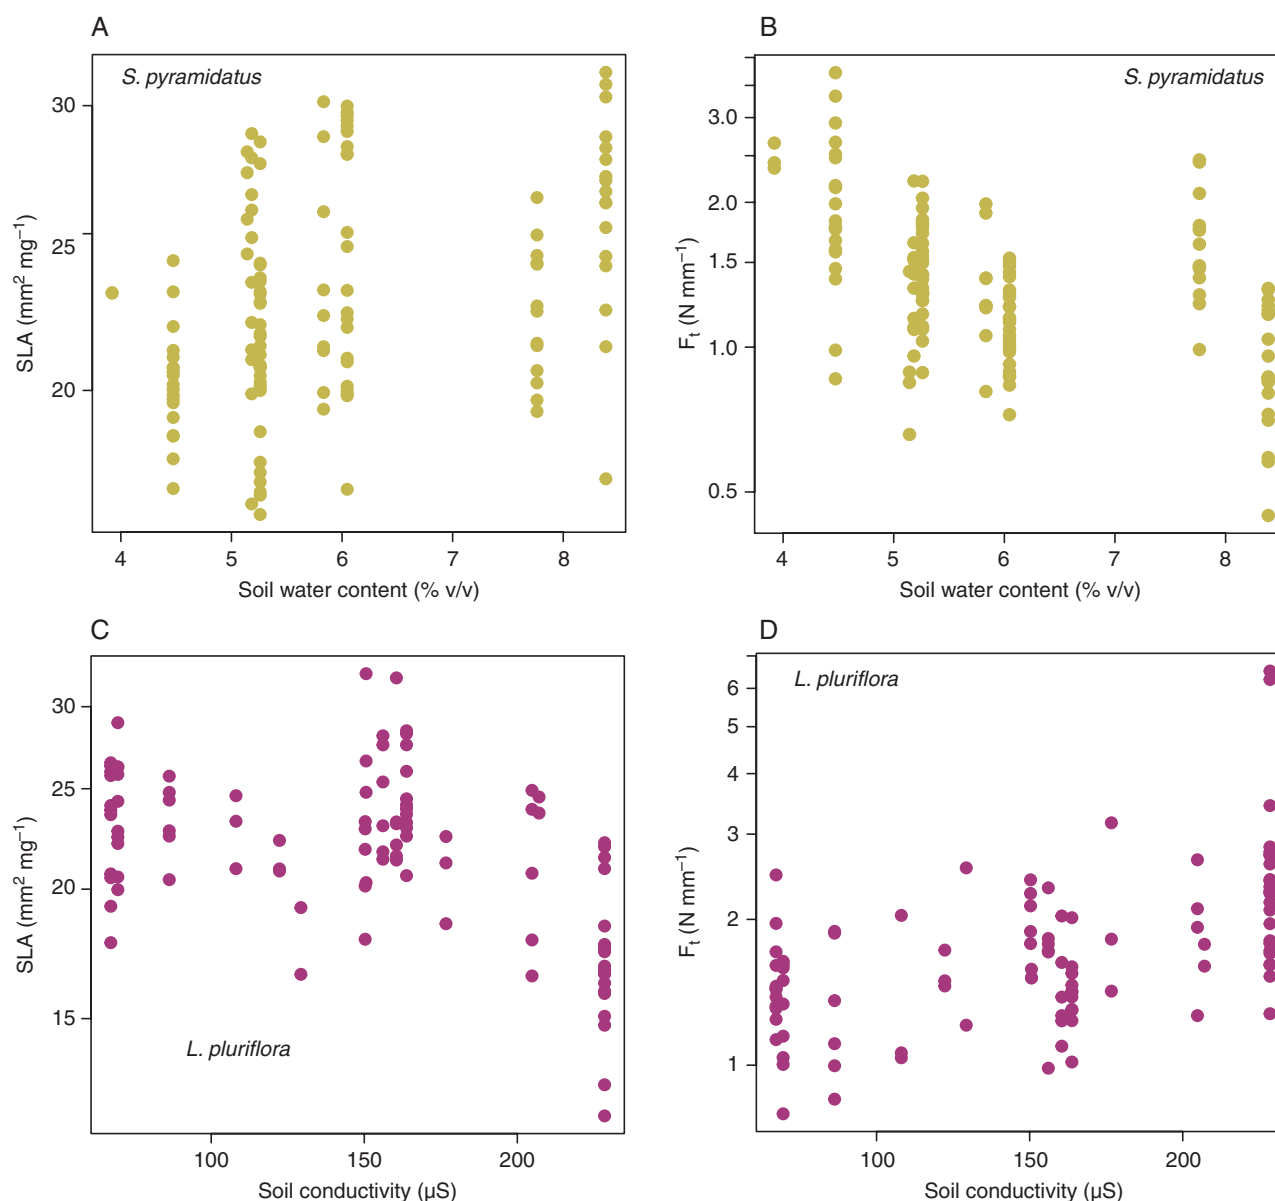 A
S. pyramidatus
30
25
20
SLA (mm² mg⁻¹)
4 5 6 7 8
Soil water content (% v/v)
B
S. pyramidatus
3.0
2.0
1.5
1.0
0.5
Fₜ (N mm⁻¹)
4 5 6 7 8
Soil water content (% v/v)
C
30
25
20
15
SLA (mm² mg⁻¹)
L. pluriflora
100 150 200
Soil conductivity (µS)
D
L. pluriflora
6
5
4
3
2
1
Fₜ (N mm⁻¹)
100 150 200
Soil conductivity (µS)